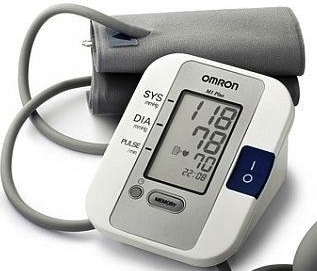 OMRON
M1 Plus
SYS
mmHg
118
DIA
mmHg
78
PULSE
/min
70
22:08
MEMORY
I
O